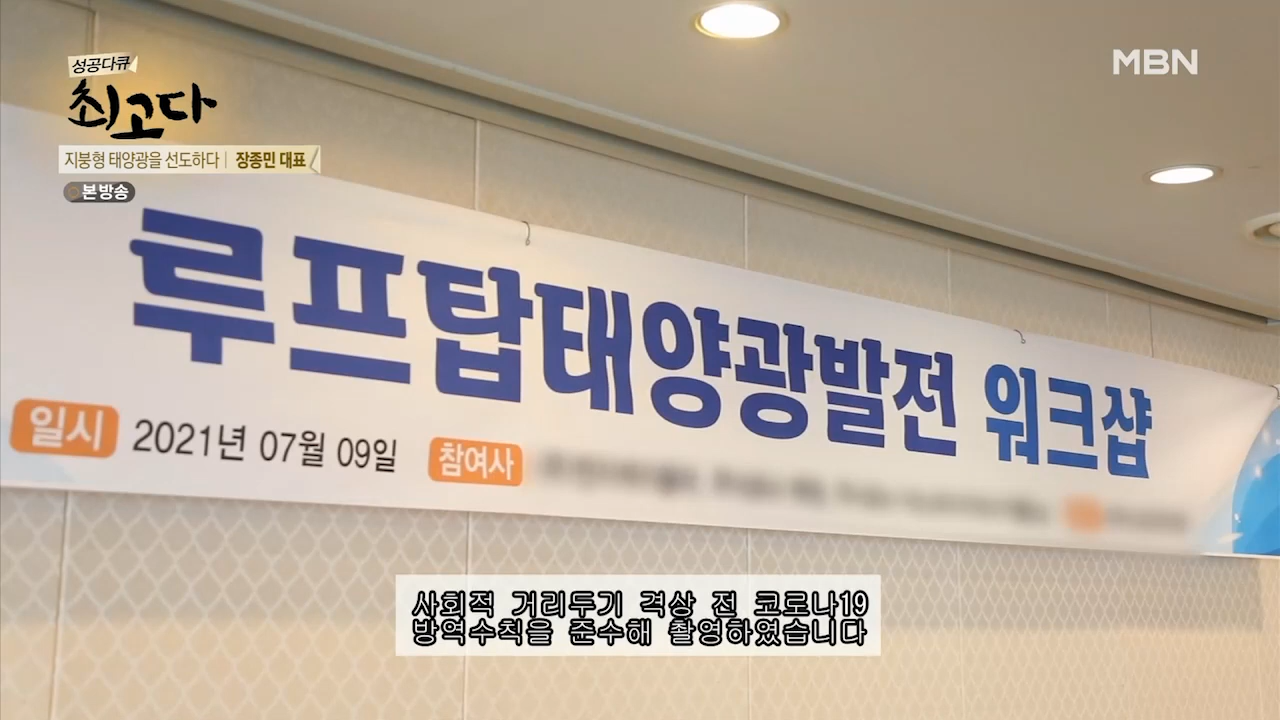 성공다큐
최고다
MBN
지붕형 태양광을 선도하다 | 장종민 대표
본방송
루프탑태양광발전 워크샵
일시 2021년 07월 09일 참여사
사회적 거리두기 격상 전 코로나19
방역수칙을 준수해 촬영하였습니다